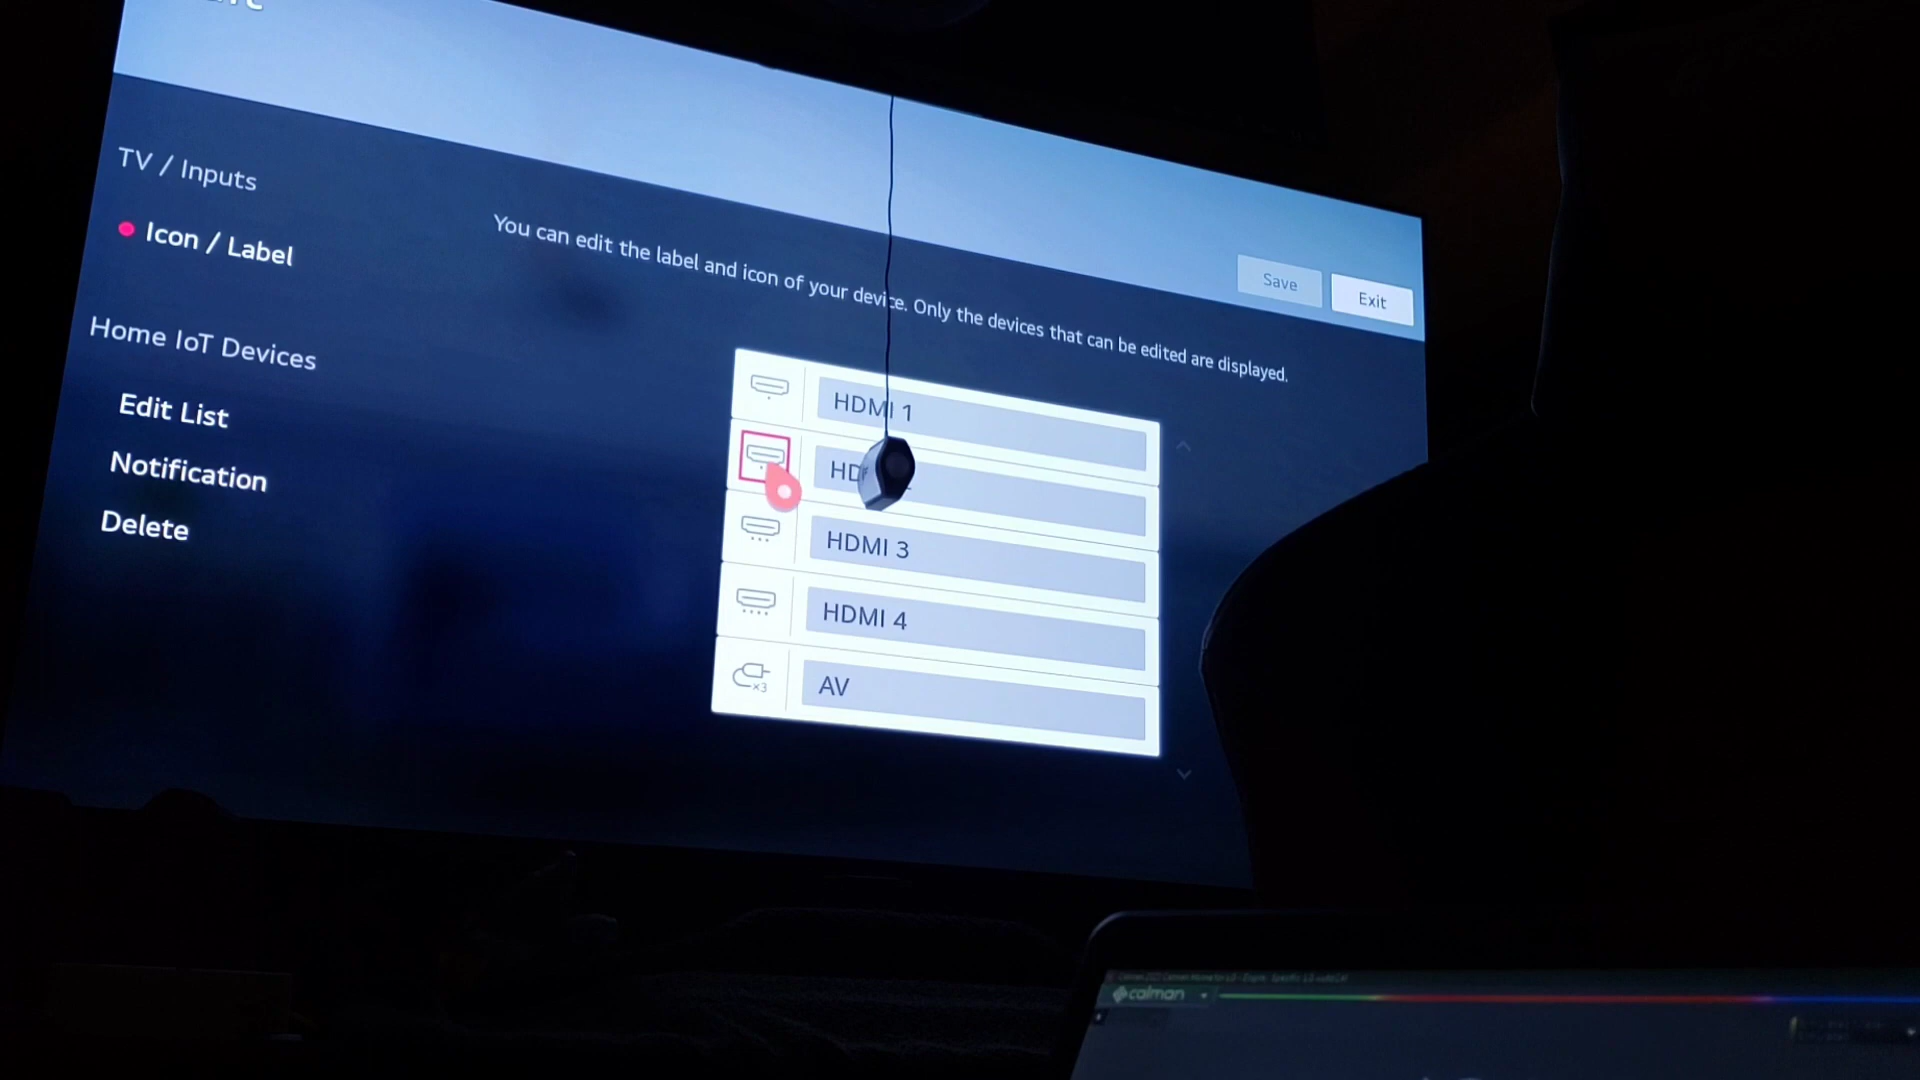 TV / Inputs
Icon / Label
Home IoT Devices
Edit List
Notification
Delete
You can edit the label and icon of your device. Only the devices that can be edited are displayed.
Save
Exit
HDMI 1
HDMI 3
HDMI 4
AV
x3
calman